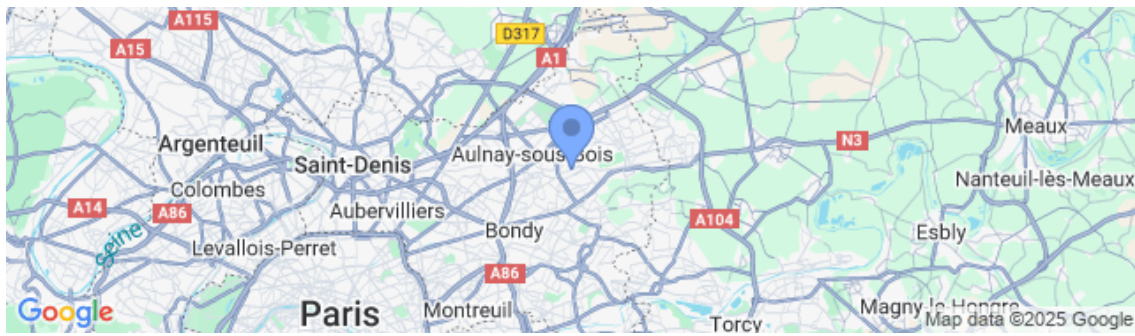 A115
A15
D317
A1
Argenteuil
Saint-Denis
Aulnay-sous-Bois
N3
Meaux
Colombes
Nanteuil-lès-Meaux
A14
A86
Aubervilliers
A104
Seine
Levallois-Perret
Bondy
Esbly
A86
Google
Paris
Montreuil
Torcy
Magny-le-Hongre
Map data ©2025 Google